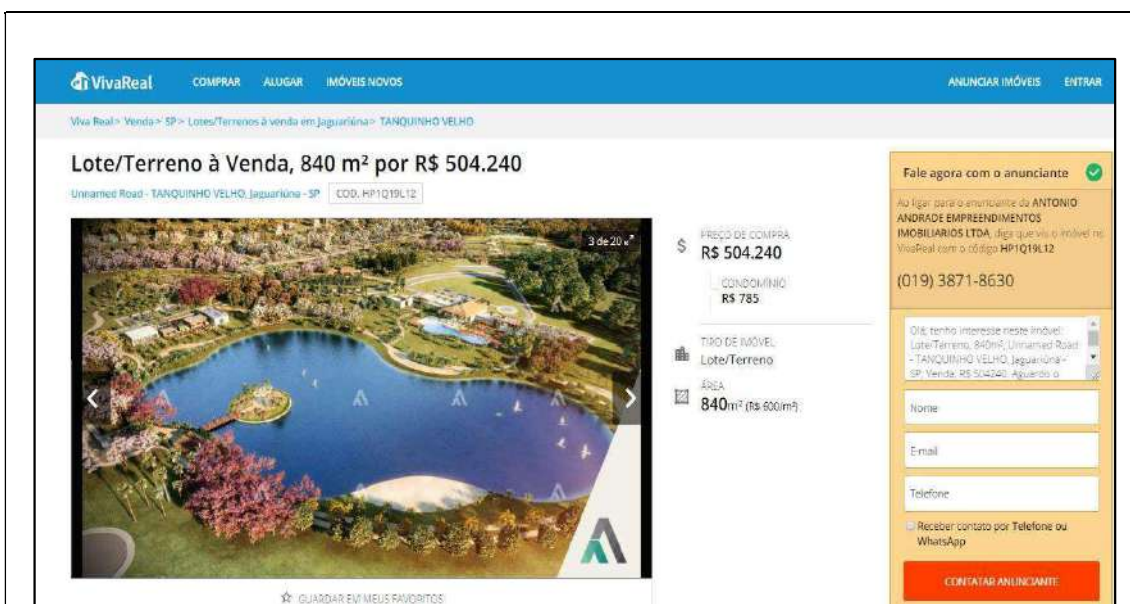 VivaReal
COMPRAR ALUGAR IMÓVEIS NOVOS
ANUNCIAR IMÓVEIS ENTRAR
Viva Real> Venda> SP> Lotes/Terrenos à venda em Jaguariúna> TANQUINHO VELHO
Lote/Terreno à Venda, 840 m² por R$ 504.240
Unnamed Road - TANQUINHO VELHO, Jaguariúna - SP COD. HP1Q19L12
3 de 20
PREÇO DE COMPRA
$ R$ 504.240
CONDOMÍNIO
R$ 785
TIPO DE IMÓVEL
Lote/Terreno
ÁREA
840m² (R$ 600/m²)
GUARDAR EM MEUS FAVORITOS
Fale agora com o anunciante
Ao ligar para o anunciante da ANTONIO
ANDRADE EMPREENDIMENTOS
IMOBILIARIOS LTDA, diga que viu o imóvel no
VivaReal com o código HP1Q19L12
(019) 3871-8630
Olá, tenho interesse neste imóvel:
Lote/Terreno, 840m², Unnamed Road
- TANQUINHO VELHO, Jaguariúna -
SP, Venda, R$ 504240. Aguardo o
Nome
E-mail
Telefone
Receber contato por Telefone ou
WhatsApp
CONTATAR ANUNCIANTE